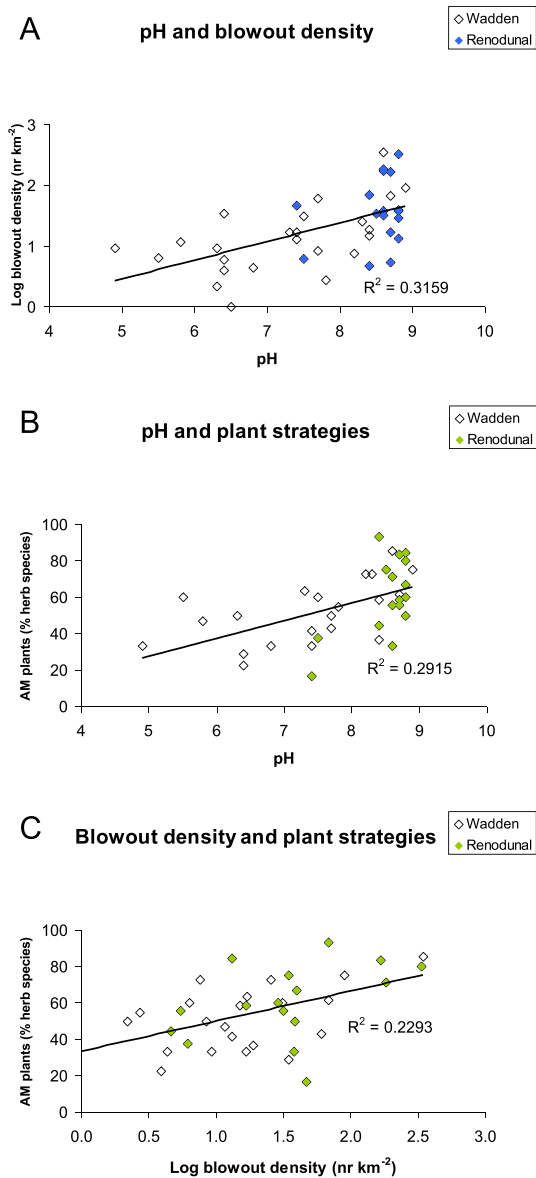 A
pH and blowout density
Wadden
Renodunal
Log blowout density (nr km⁻²)
3
2
1
0
4 5 6 7 8 9 10
R² = 0.3159
pH
B
pH and plant strategies
Wadden
Renodunal
AM plants (% herb species)
100
80
60
40
20
0
4 5 6 7 8 9 10
R² = 0.2915
pH
C
Blowout density and plant strategies
Wadden
Renodunal
AM plants (% herb species)
100
80
60
40
20
0
0.0 0.5 1.0 1.5 2.0 2.5 3.0
R² = 0.2293
Log blowout density (nr km⁻²)